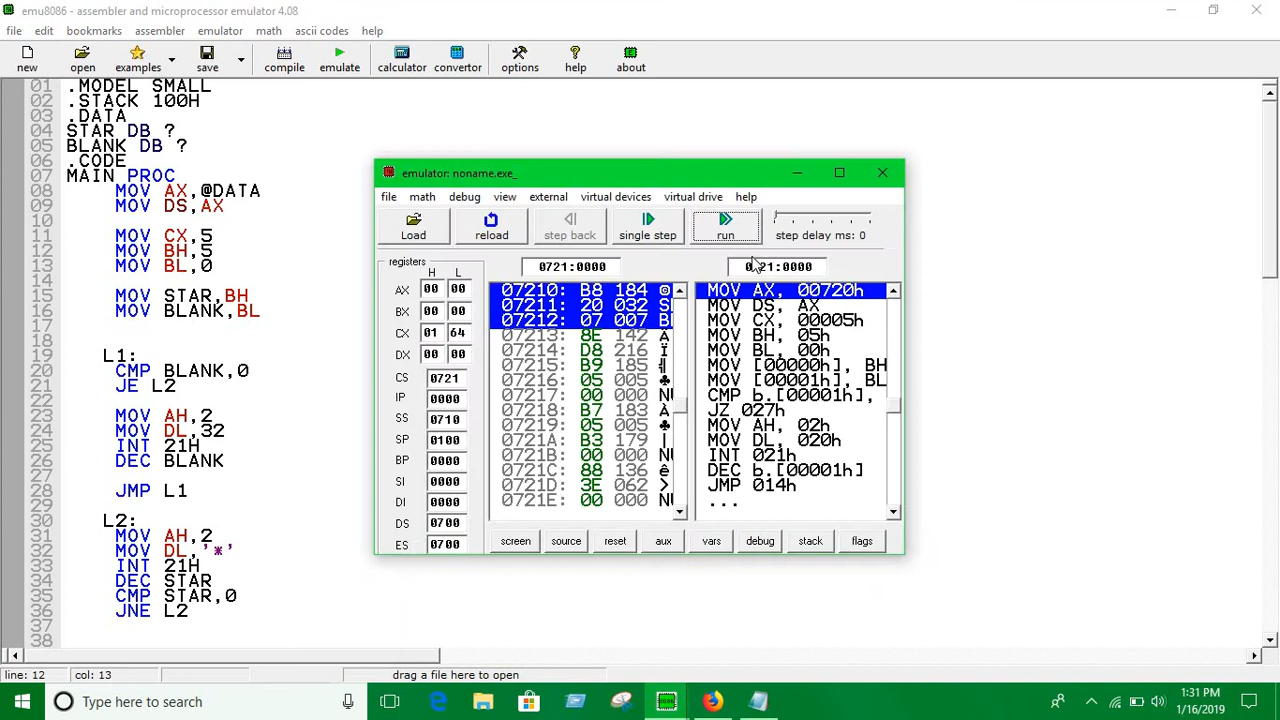 emu8086 - assembler and microprocessor emulator 4.08
file edit bookmarks assembler emulator math ascii codes help
new open examples save compile emulate calculator convertor options help about
01 .MODEL SMALL
02 .STACK 100H
03 .DATA
04 STAR DB ?
05 BLANK DB ?
06 .CODE
07 MAIN PROC
08 MOV AX,@DATA
09 MOV DS,AX
10
11 MOV CX,5
12 MOV BH,5
13 MOV BL,0
14
15 MOV STAR,BH
16 MOV BLANK,BL
17
18
19 L1:
20 CMP BLANK,0
21 JE L2
22
23 MOV AH,2
24 MOV DL,32
25 INT 21H
26 DEC BLANK
27
28 JMP L1
29
30 L2:
31 MOV AH,2
32 MOV DL,'*'
33 INT 21H
34 DEC STAR
35 CMP STAR,0
36 JNE L2
37
38
emulator: noname.exe_
file math debug view external virtual devices virtual drive help
Load reload step back single step run step delay ms: 0
registers
H L
AX 00 00
BX 00 00
CX 01 64
DX 00 00
CS 0721
IP 0000
SS 0710
SP 0100
BP 0000
SI 0000
DI 0000
DS 0700
ES 0700
0721:0000
07210: B8 184
07211: 20 032
07212: 07 007
07213: 8E 142
07214: D8 216
07215: B9 185
07216: 05 005 ♣
07217: 00 000
07218: B7 183
07219: 05 005 ♣
0721A: B3 179
0721B: 00 000
0721C: 88 136
0721D: 3E 062 >
0721E: 00 000
0721:0000
MOV AX, 00720h
MOV DS, AX
MOV CX, 00005h
MOV BH, 05h
MOV BL, 00h
MOV [00000h], BH
MOV [00001h], BL
CMP b.[00001h],
JZ 027h
MOV AH, 02h
MOV DL, 020h
INT 021h
DEC b.[00001h]
JMP 014h
...
screen source reset aux vars debug stack flags
line: 12 col: 13 drag a file here to open
Type here to search
1:31 PM
1/16/2019